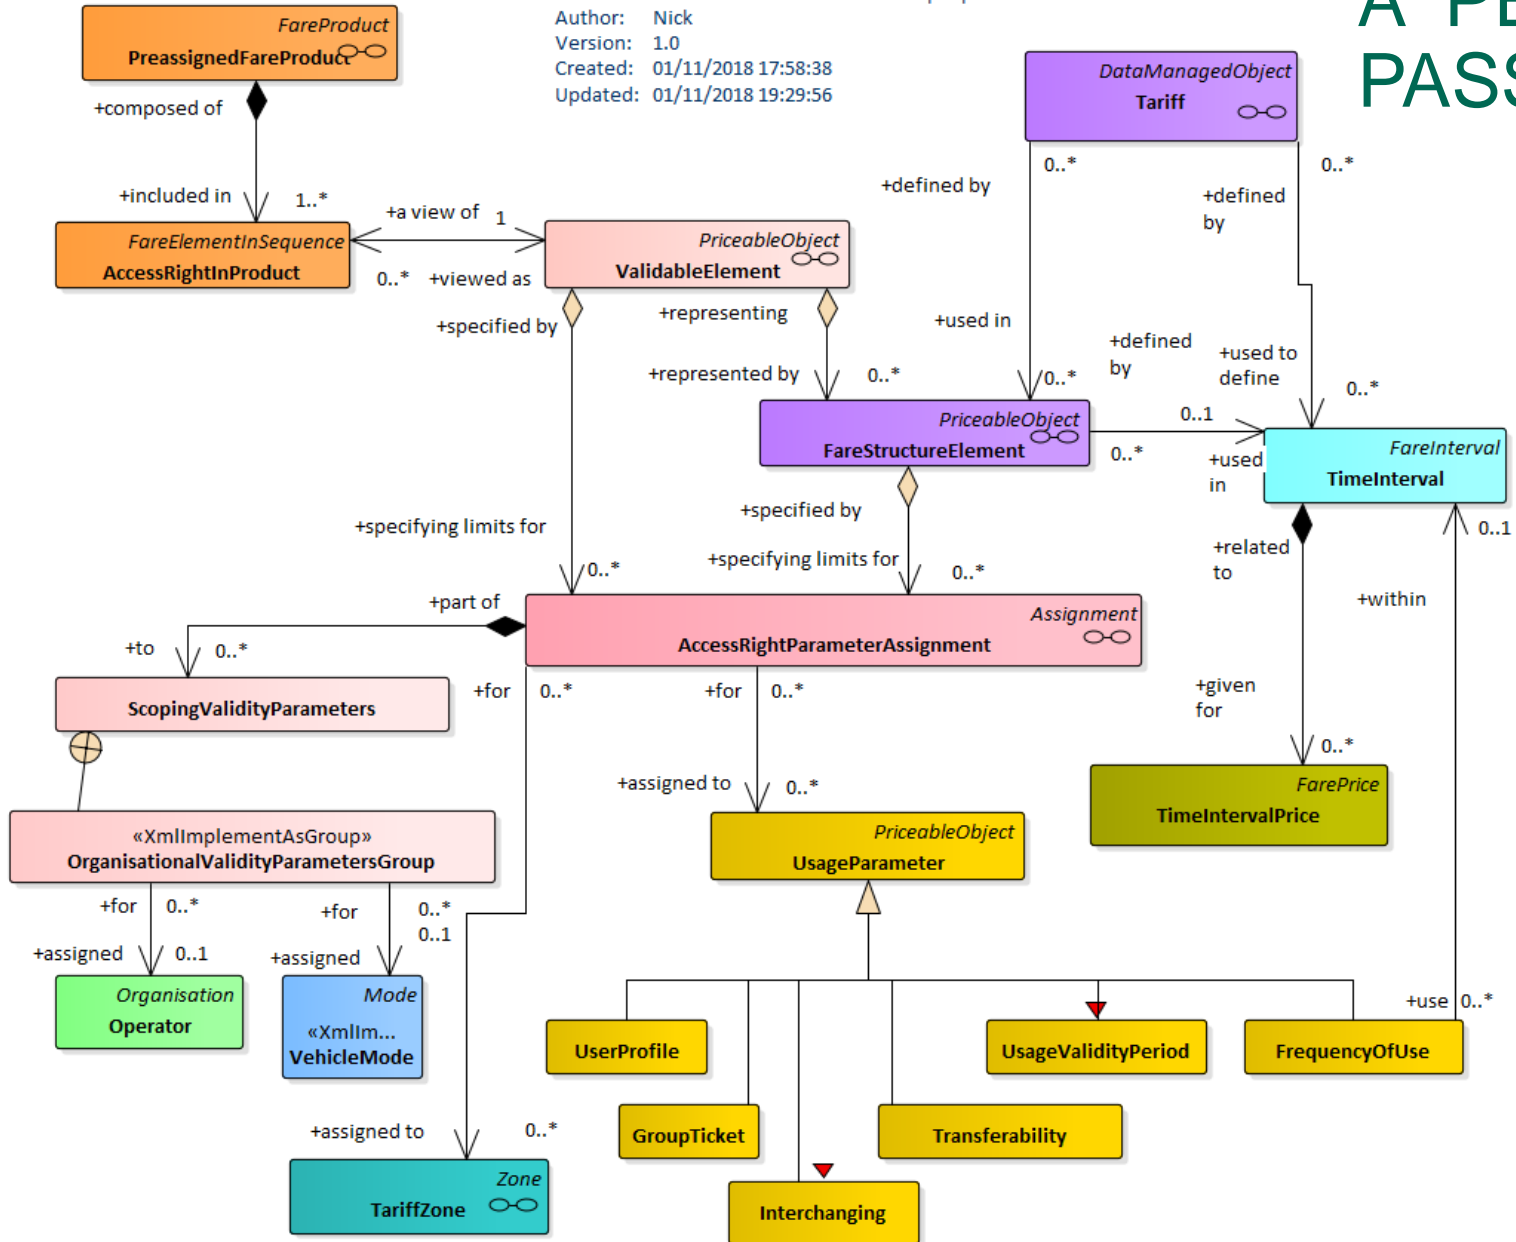 Author: Nick
Version: 1.0
Created: 01/11/2018 17:58:38
Updated: 01/11/2018 19:29:56
PASS
FareProduct
PreassignedFareProduct
+composed of
+included in
1..*
FareElementInSequence
AccessRightInProduct
+a view of
1
0..*
+viewed as
PriceableObject
ValidableElement
+specified by
+representing
+represented by
0..*
DataManagedObject
Tariff
0..*
0..*
+defined by
+defined
by
+used in
0..*
+used to
define
0..*
PriceableObject
FareStructureElement
+defined
by
0..1
0..*
+used
in
FareInterval
TimeInterval
+specified by
+specifying limits for
0..*
+specifying limits for
0..*
+related
to
+given
for
0..*
FarePrice
TimeIntervalPrice
0..1
+within
Assignment
AccessRightParameterAssignment
+part of
+to
0..*
ScopingValidityParameters
«XmlImplementAsGroup»
OrganisationalValidityParametersGroup
+for
0..*
+assigned
0..1
+for
0..*
0..1
+assigned
Organisation
Operator
Mode
«XmlIm...
VehicleMode
+for
0..*
+assigned to
0..*
Zone
TariffZone
+for
0..*
+assigned to
0..*
PriceableObject
UsageParameter
UserProfile
UsageValidityPeriod
+use
0..*
FrequencyOfUse
GroupTicket
Transferability
Interchanging